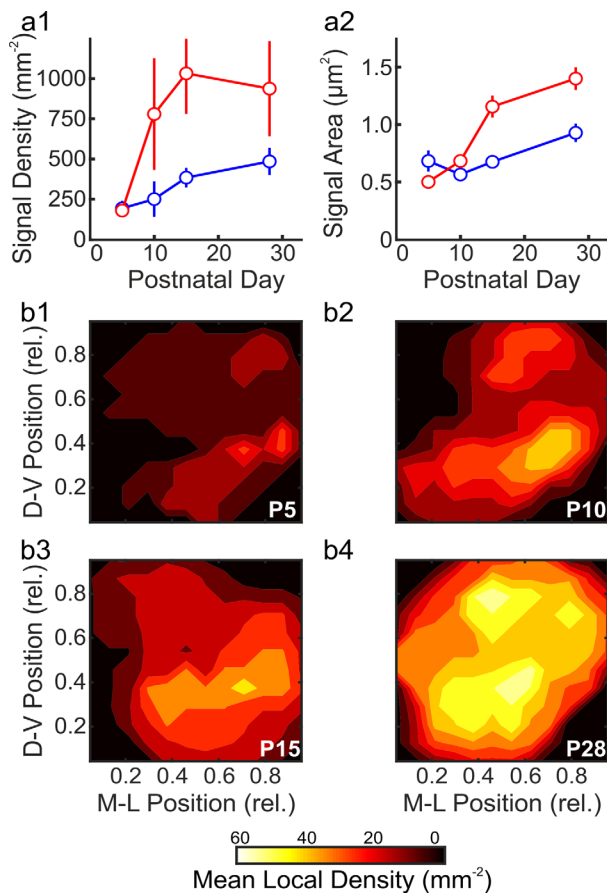 a1
a2
Signal Density (mm-2)
1000
750
500
250
0
0 10 20 30
Postnatal Day
Signal Area (µm2)
1.5
1.0
0.5
0
0 10 20 30
Postnatal Day
b1
b2
D-V Position (rel.)
0.8
0.6
0.4
0.2
P5
P10
b3
b4
D-V Position (rel.)
0.8
0.6
0.4
0.2
P15
P28
0.2 0.4 0.6 0.8
0.2 0.4 0.6 0.8
M-L Position (rel.)
M-L Position (rel.)
60 40 20 0
Mean Local Density (mm-2)